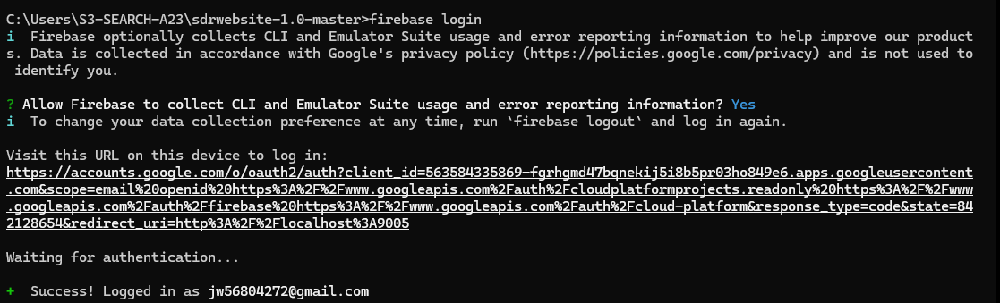 C:\Users\S3-SEARCH-A23\sdrwebsite-1.0-master>firebase login
i  Firebase optionally collects CLI and Emulator Suite usage and error reporting information to help improve our product
s. Data is collected in accordance with Google's privacy policy (https://policies.google.com/privacy) and is not used to
 identify you.
? Allow Firebase to collect CLI and Emulator Suite usage and error reporting information? Yes
i  To change your data collection preference at any time, run `firebase logout` and log in again.
Visit this URL on this device to log in:
https://accounts.google.com/o/oauth2/auth?client_id=563584335869-fgrhgmd47bqnekij5i8b5pr03ho849e6.apps.googleusercontent
.com&scope=email%20openid%20https%3A%2F%2Fwww.googleapis.com%2Fauth%2Fcloudplatformprojects.readonly%20https%3A%2F%2Fwww
.googleapis.com%2Fauth%2Ffirebase%20https%3A%2F%2Fwww.googleapis.com%2Fauth%2Fcloud-platform&response_type=code&state=84
2128654&redirect_uri=http%3A%2F%2Flocalhost%3A9005
Waiting for authentication...
+  Success! Logged in as jw56804272@gmail.com